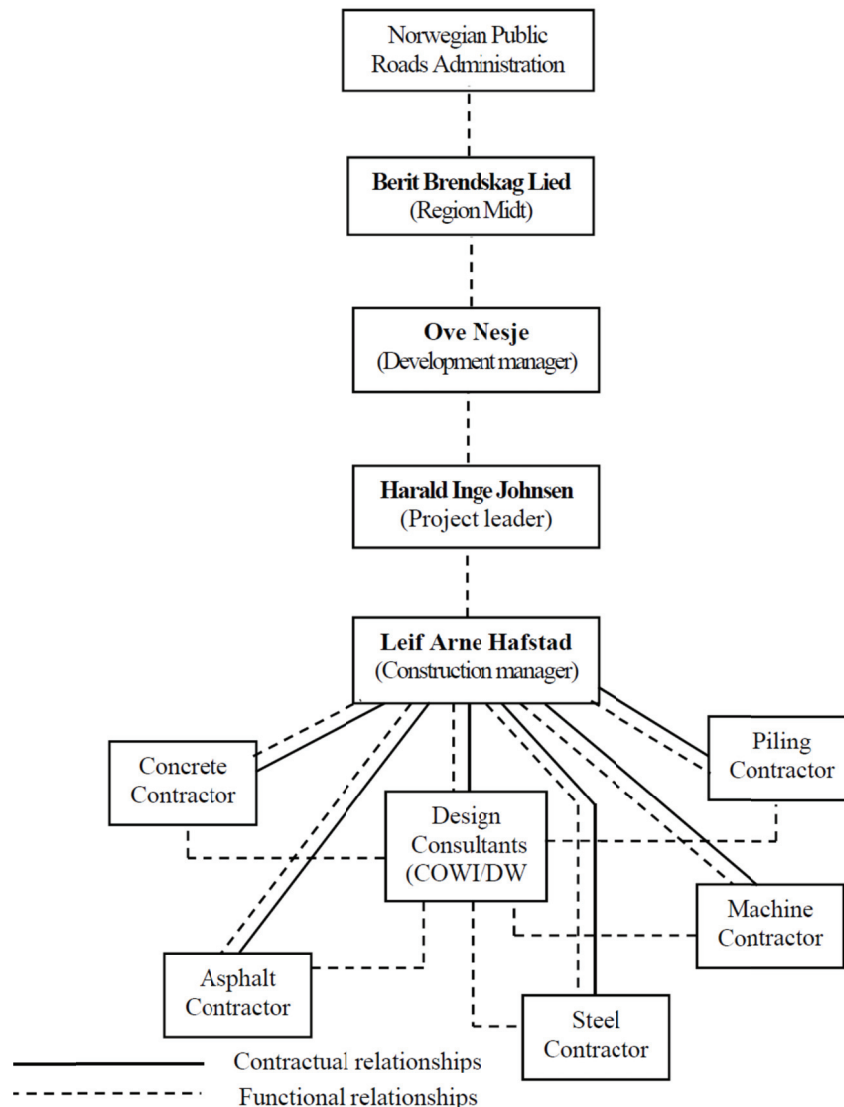 Norwegian Public
Roads Administration
Berit Brendskag Lied
(Region Midt)
Ove Nesje
(Development manager)
Harald Inge Johnsen
(Project leader)
Leif Arne Hafstad
(Construction manager)
Concrete
Contractor
Piling
Contractor
Design
Consultants
(COWI/DW
Machine
Contractor
Asphalt
Contractor
Steel
Contractor
Contractual relationships
Functional relationships